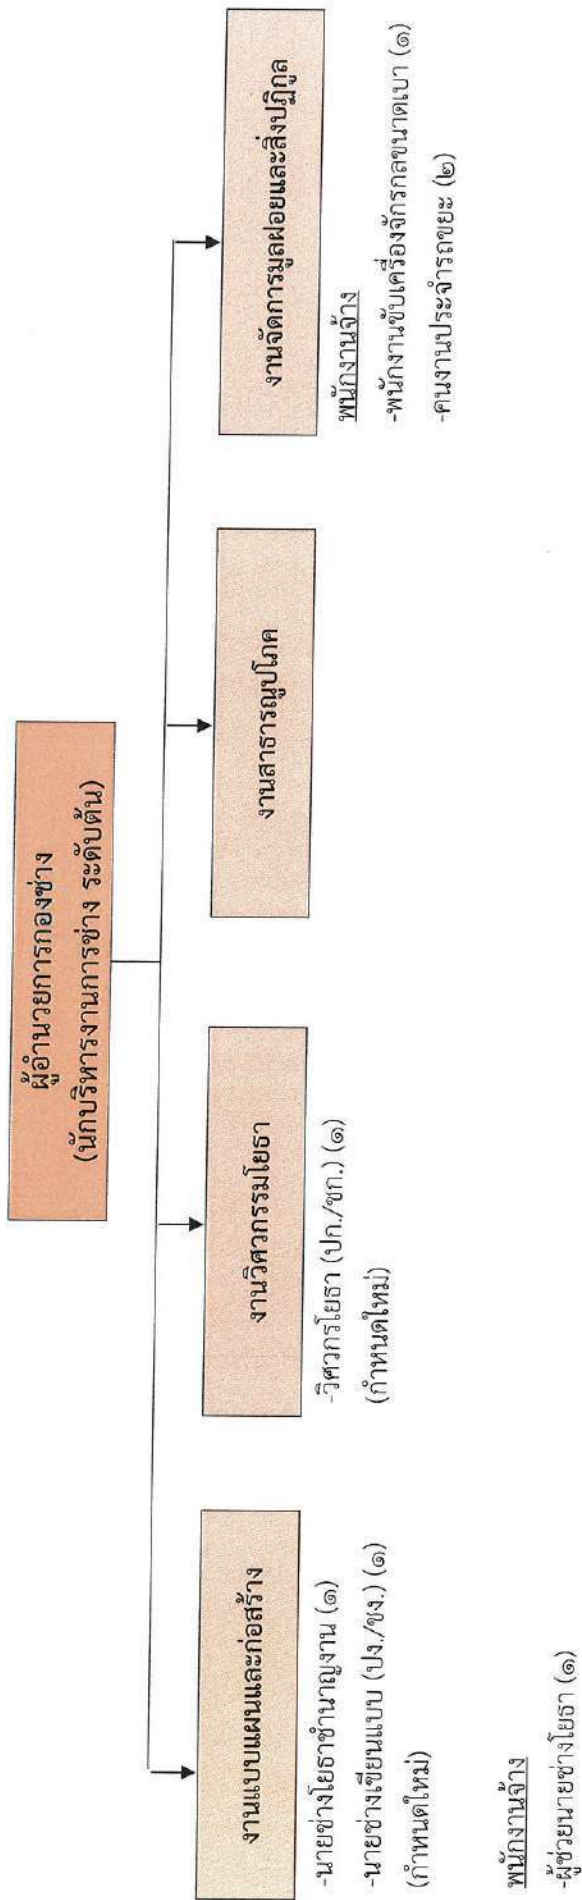 ผู้อำนวยการกองช่าง
(นักบริหารงานการช่าง ระดับต้น)
งานแบบแผนและก่อสร้าง
-นายช่างโยธาชำนาญงาน (๑)
-นายช่างเขียนแบบ (ปง./ชง.) (๑)
(กำหนดใหม่)
พนักงานจ้าง
-ผู้ช่วยนายช่างโยธา (๑)
งานวิศวกรรมโยธา
-วิศวกรโยธา (ปก./ชก.) (๑)
(กำหนดใหม่)
งานสาธารณูปโภค
งานจัดการมูลฝอยและสิ่งปฏิกูล
พนักงานจ้าง
-พนักงานขับเครื่องจักรกลขนาดเบา (๑)
-คนงานประจำรถขยะ (๒)